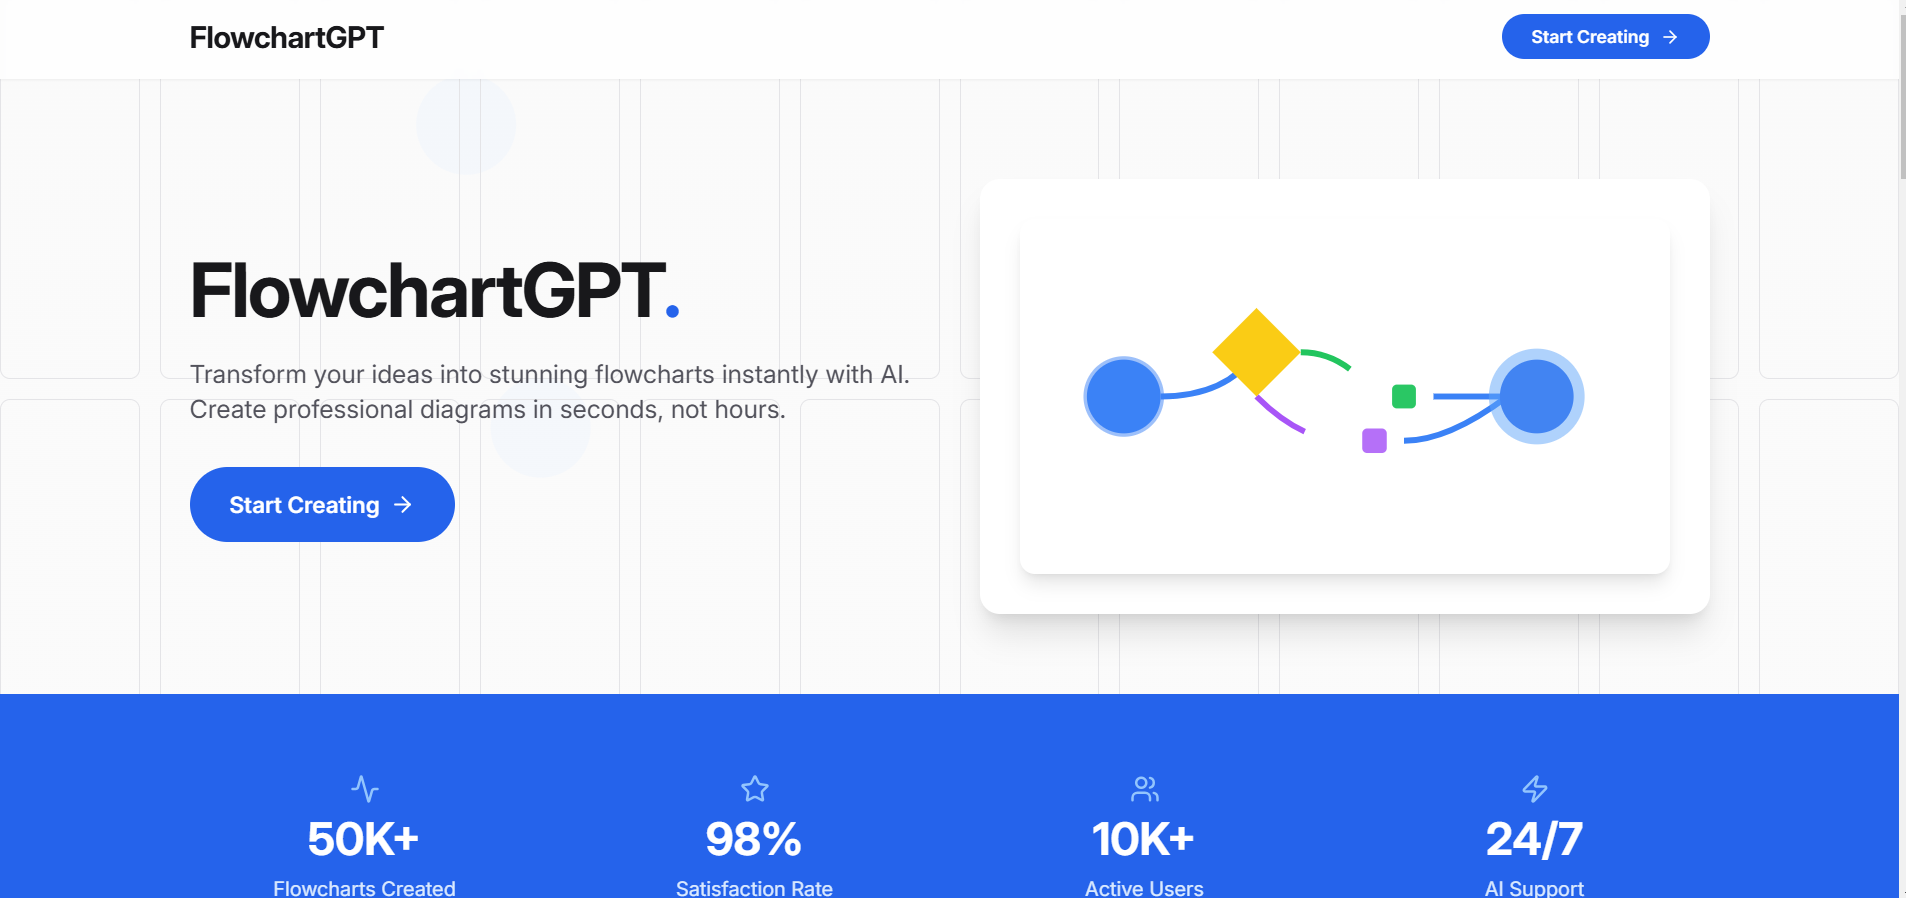 FlowchartGPT
Start Creating
FlowchartGPT.
Transform your ideas into stunning flowcharts instantly with AI.
Create professional diagrams in seconds, not hours.
Start Creating
50K+
Flowcharts Created
98%
Satisfaction Rate
10K+
Active Users
24/7
AI Support